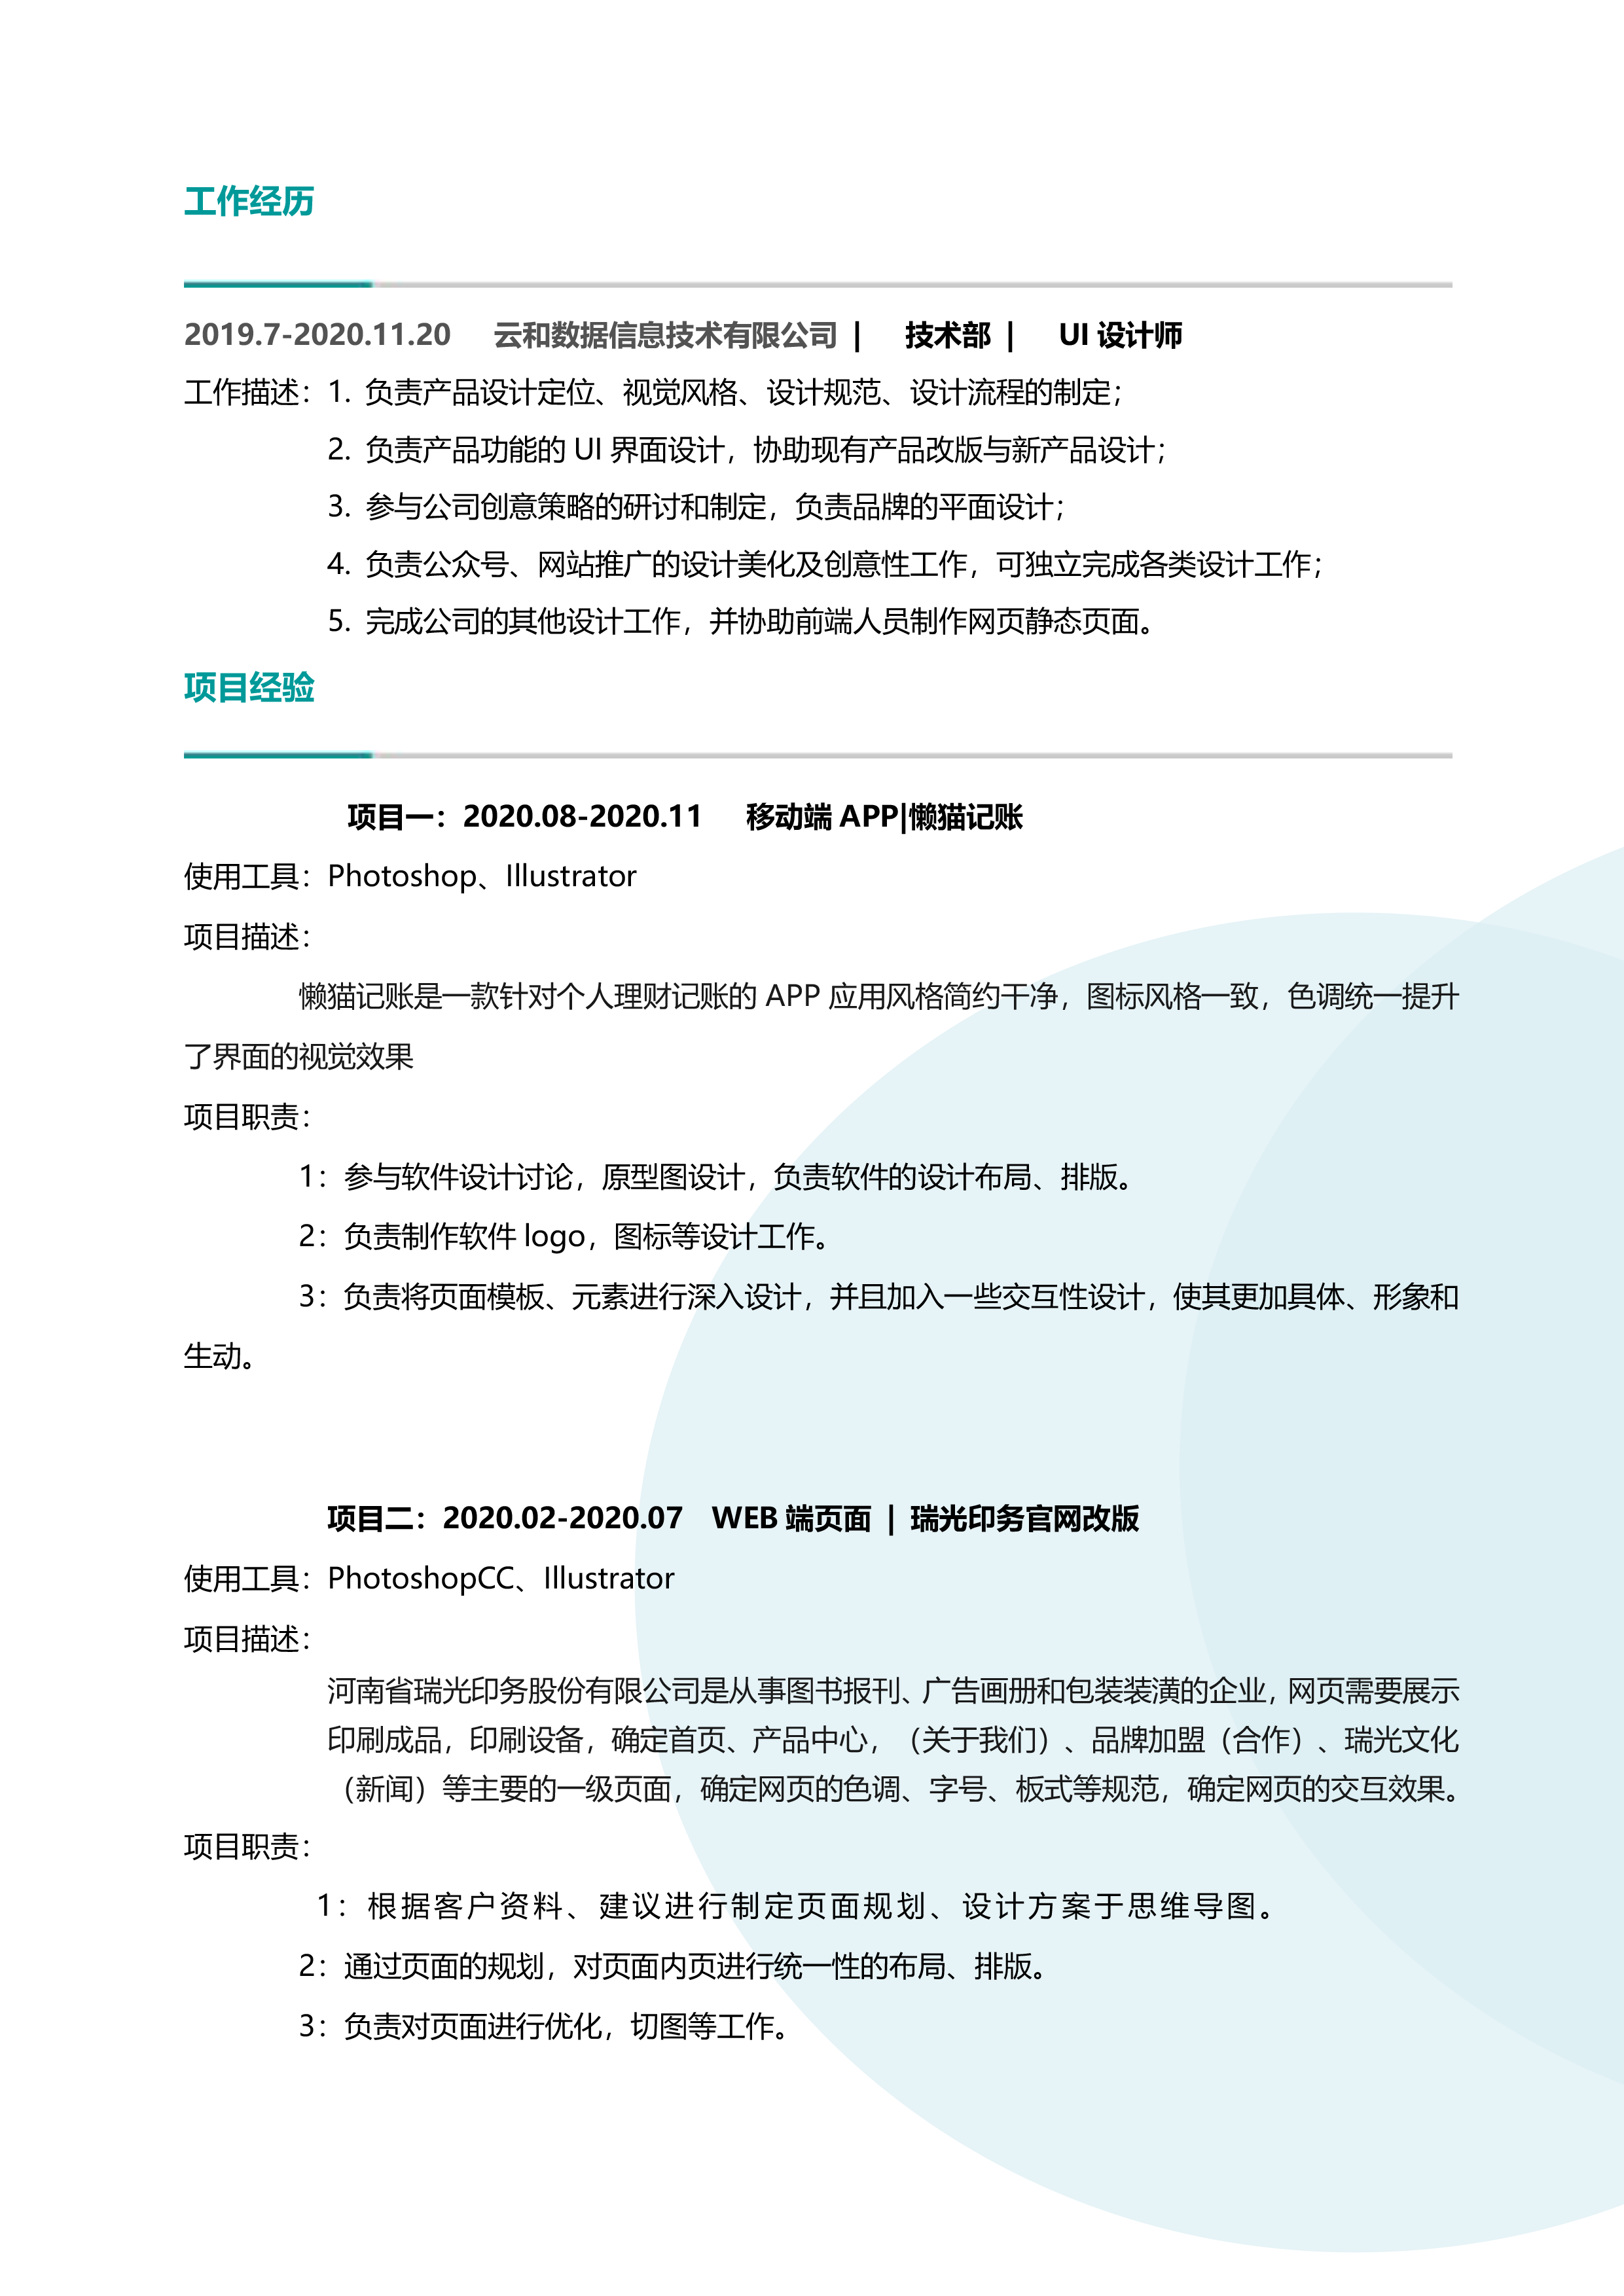 工作经历
2019.7-2020.11.20 云和数据信息技术有限公司 | 技术部 | UI 设计师
工作描述：1. 负责产品设计定位、视觉风格、设计规范、设计流程的制定；
2. 负责产品功能的 UI 界面设计，协助现有产品改版与新产品设计；
3. 参与公司创意策略的研讨和制定，负责品牌的平面设计；
4. 负责公众号、网站推广的设计美化及创意性工作，可独立完成各类设计工作；
5. 完成公司的其他设计工作，并协助前端人员制作网页静态页面。
项目经验
项目一：2020.08-2020.11 移动端 APP|懒猫记账
使用工具：Photoshop、Illustrator
项目描述：
懒猫记账是一款针对个人理财记账的 APP 应用风格简约干净，图标风格一致，色调统一提升
了界面的视觉效果
项目职责：
1：参与软件设计讨论，原型图设计，负责软件的设计布局、排版。
2：负责制作软件 logo，图标等设计工作。
3：负责将页面模板、元素进行深入设计，并且加入一些交互性设计，使其更加具体、形象和
生动。
项目二：2020.02-2020.07 WEB 端页面 | 瑞光印务官网改版
使用工具：PhotoshopCC、Illustrator
项目描述：
河南省瑞光印务股份有限公司是从事图书报刊、广告画册和包装装潢的企业，网页需要展示
印刷成品，印刷设备，确定首页、产品中心，（关于我们）、品牌加盟（合作）、瑞光文化
（新闻）等主要的一级页面，确定网页的色调、字号、板式等规范，确定网页的交互效果。
项目职责：
1：根据客户资料、建议进行制定页面规划、设计方案于思维导图。
2：通过页面的规划，对页面内页进行统一性的布局、排版。
3：负责对页面进行优化，切图等工作。